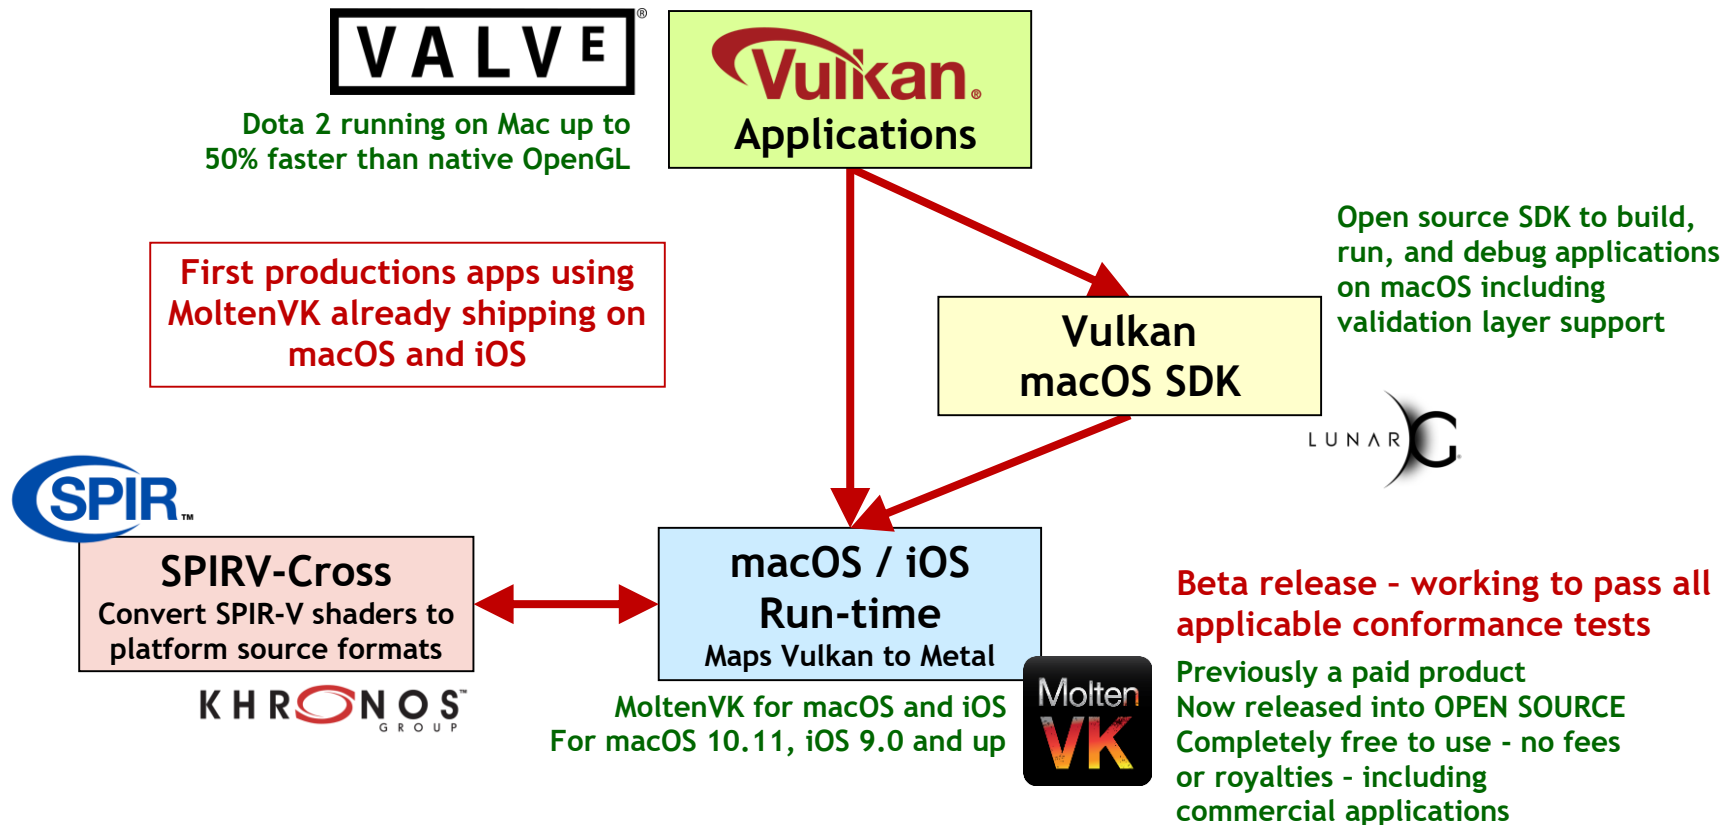 VALVE®
Dota 2 running on Mac up to
50% faster than native OpenGL
Vulkan®
Applications
First productions apps using
MoltenVK already shipping on
macOS and iOS
Open source SDK to build,
run, and debug applications
on macOS including
validation layer support
Vulkan
macOS SDK
LUNAR G®
SPIR™
SPIRV-Cross
Convert SPIR-V shaders to
platform source formats
KHRONOS™
GROUP
macOS / iOS
Run-time
Maps Vulkan to Metal
MoltenVK for macOS and iOS
For macOS 10.11, iOS 9.0 and up
Molten
VK
Beta release – working to pass all
applicable conformance tests
Previously a paid product
Now released into OPEN SOURCE
Completely free to use - no fees
or royalties – including
commercial applications